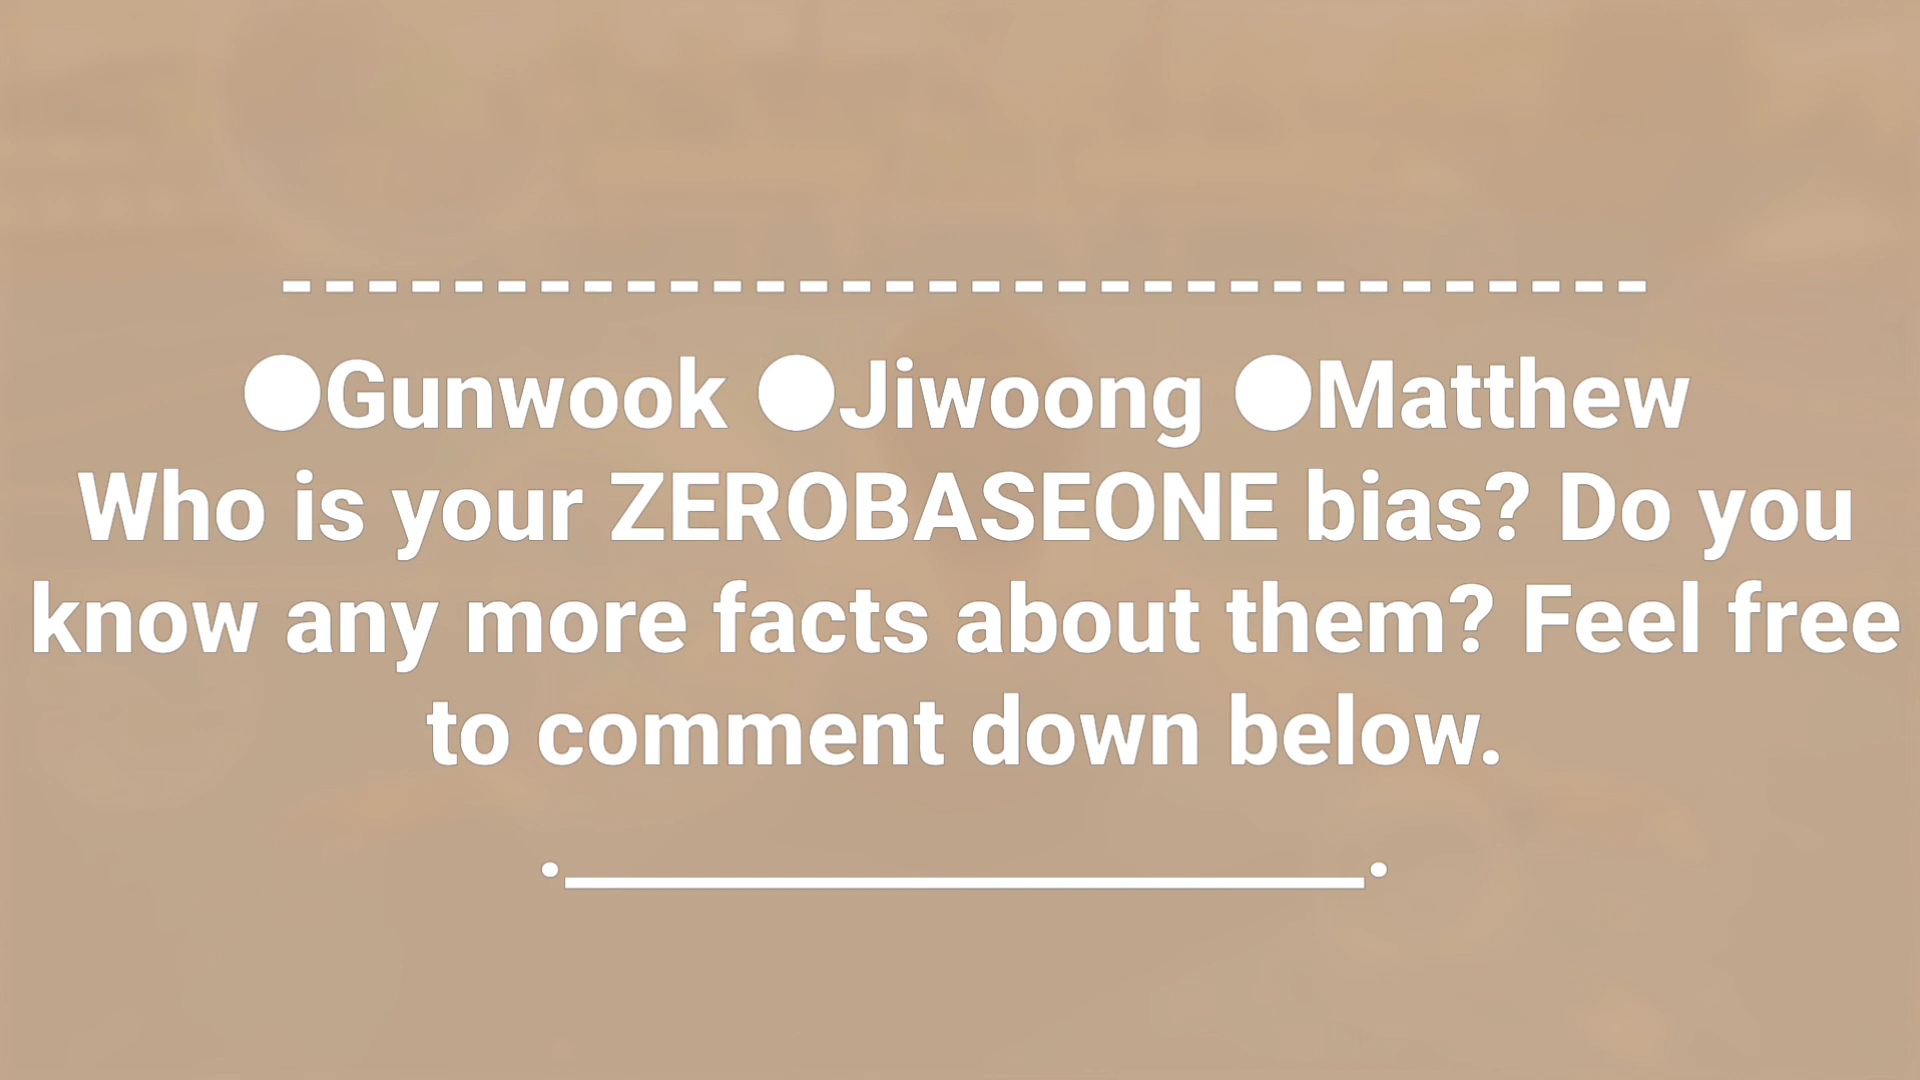 --------------------------------
●Gunwook ●Jiwoong ●Matthew
Who is your ZEROBASEONE bias? Do you
know any more facts about them? Feel free
to comment down below.
•_________________•